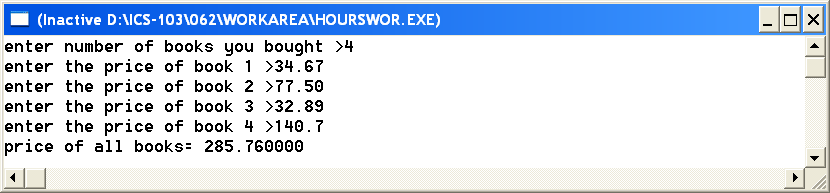 (Inactive D:\ICS-103\062\WORKAREA\HOURSWOR.EXE)
enter number of books you bought >4
enter the price of book 1 >34.67
enter the price of book 2 >77.50
enter the price of book 3 >32.89
enter the price of book 4 >140.7
price of all books= 285.760000